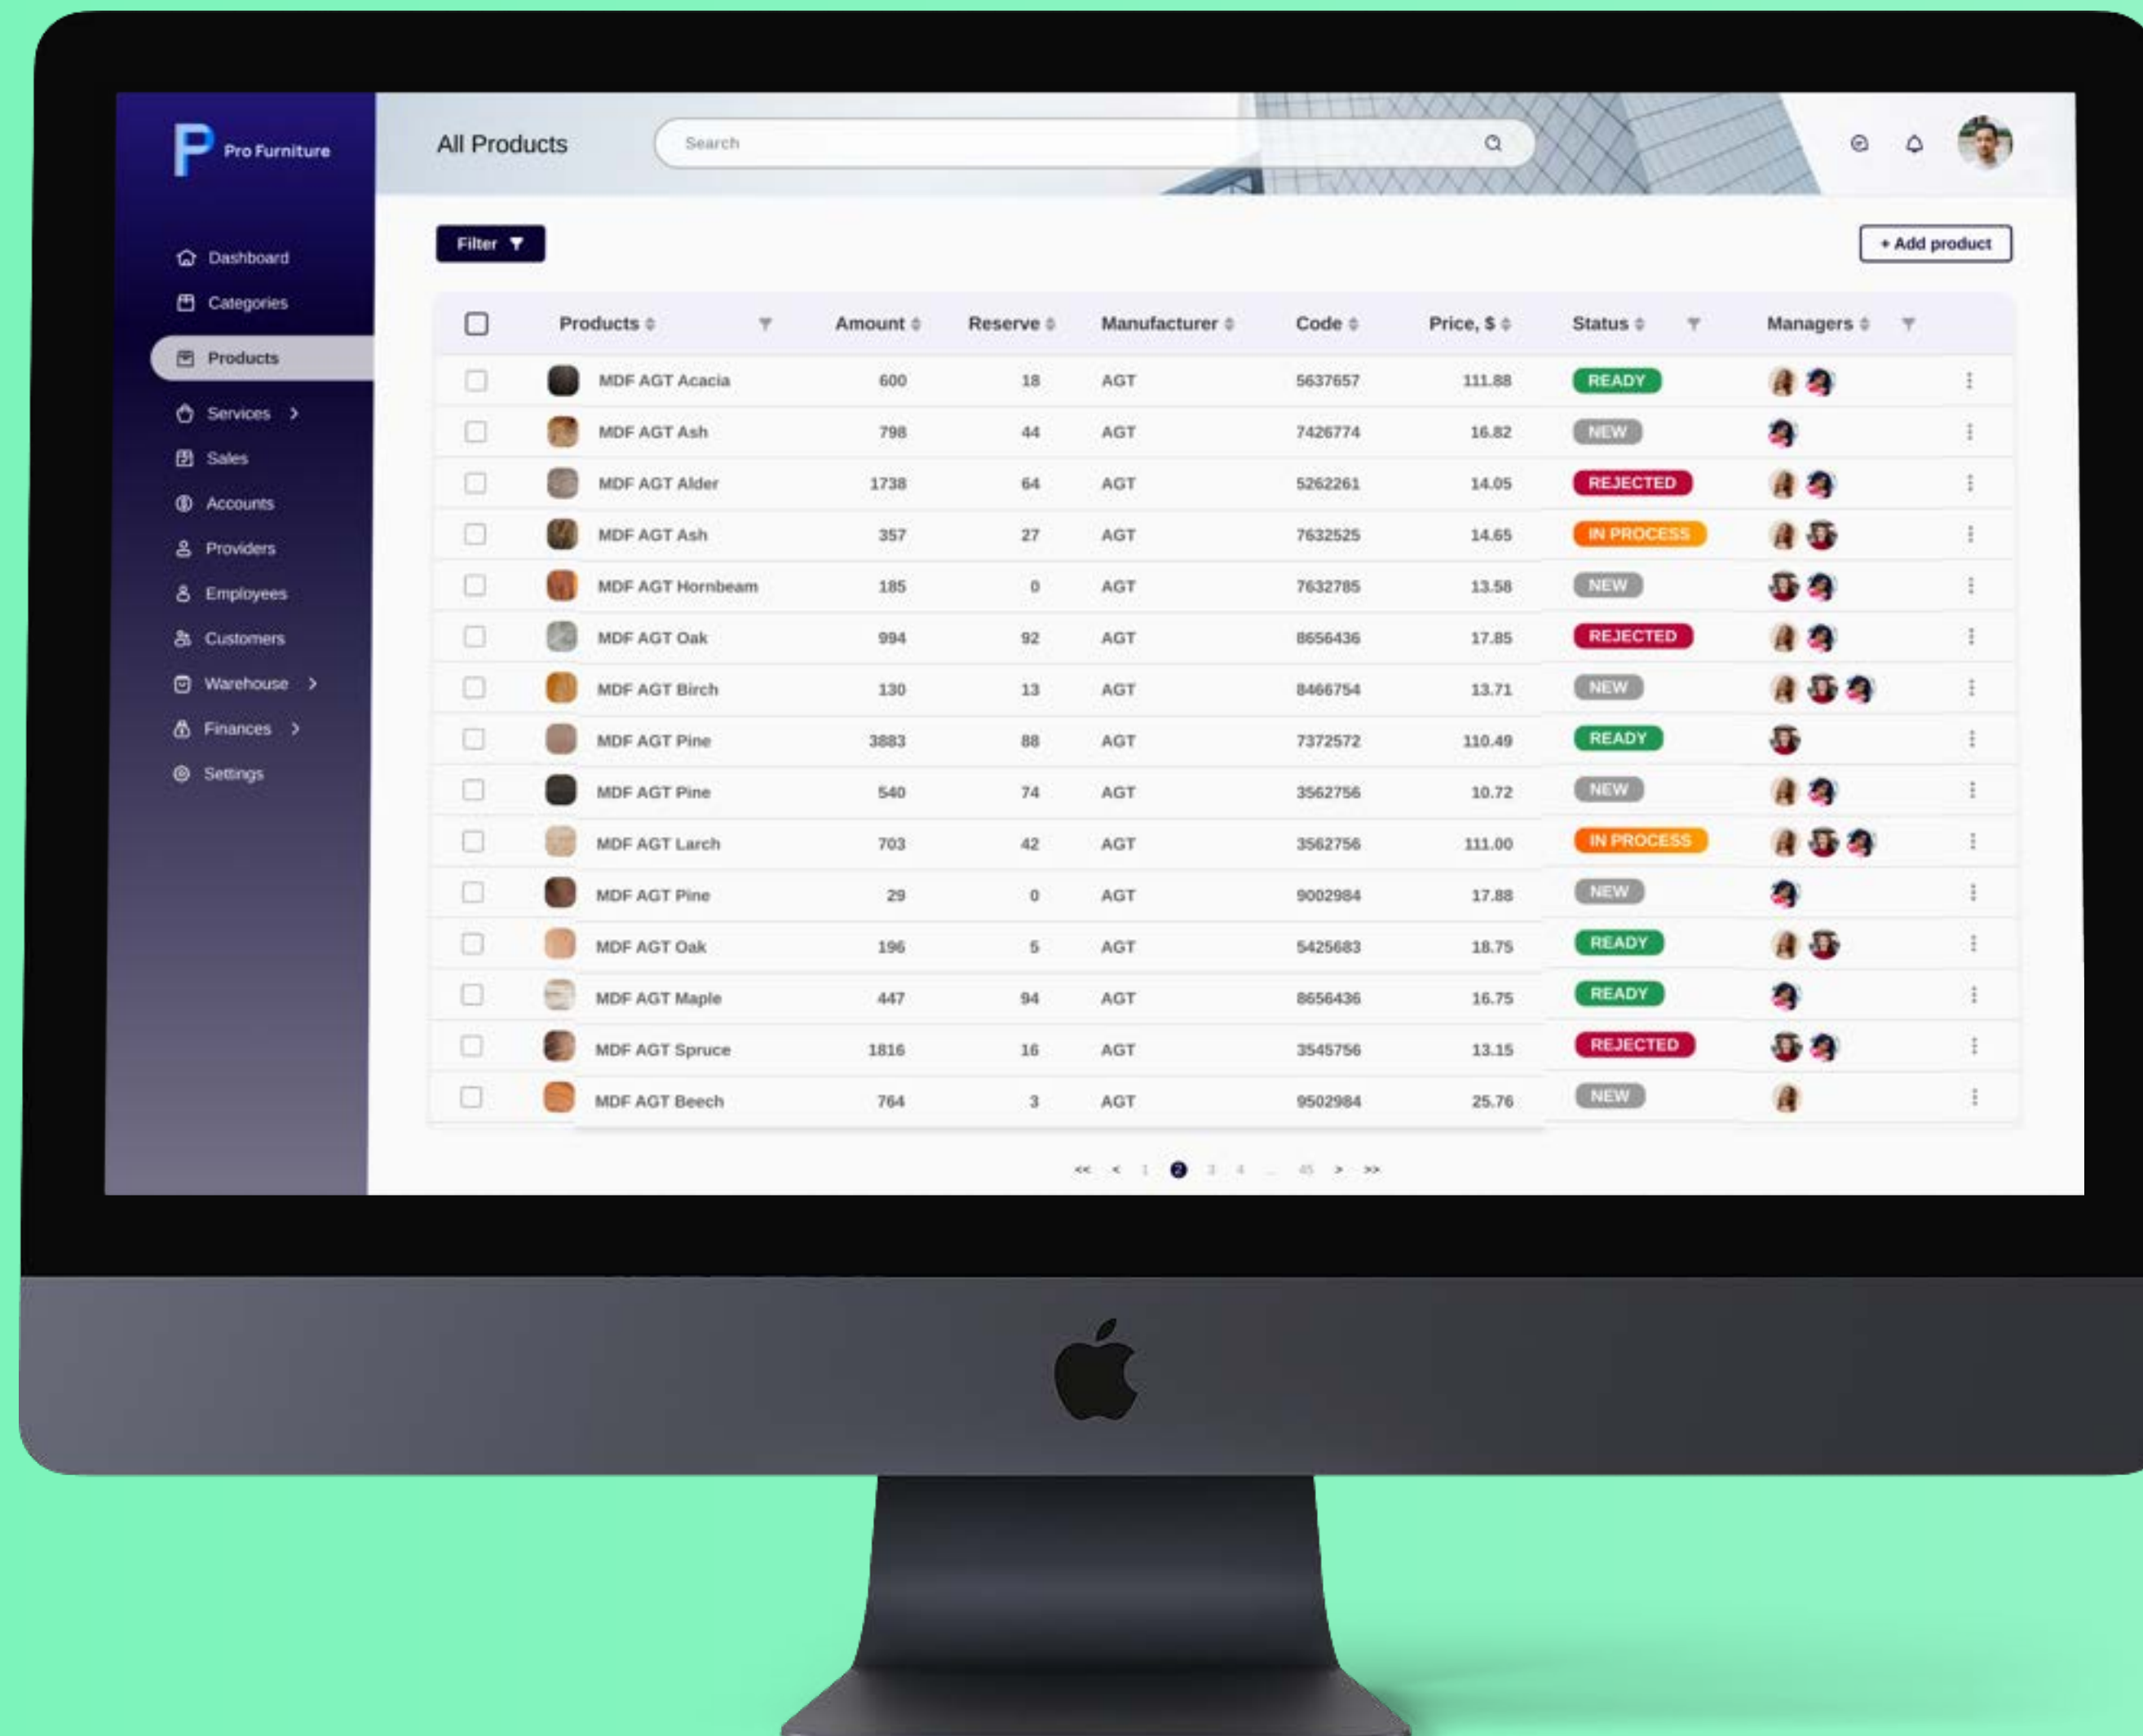 Pro Furniture
All Products
Search
Dashboard
Categories
Products
Services >
Sales
Accounts
Providers
Employees
Customers
Warehouse >
Finances >
Settings
Filter
+ Add product
Products Amount Reserve Manufacturer Code Price, $ Status Managers
MDF AGT Acacia 600 18 AGT 5637657 111.88 READY
MDF AGT Ash 798 44 AGT 7426774 16.82 NEW
MDF AGT Alder 1738 64 AGT 5262261 14.05 REJECTED
MDF AGT Ash 357 27 AGT 7632525 14.65 IN PROCESS
MDF AGT Hornbeam 185 0 AGT 7632785 13.58 NEW
MDF AGT Oak 994 92 AGT 8656436 17.85 REJECTED
MDF AGT Birch 130 13 AGT 8466754 13.71 NEW
MDF AGT Pine 3883 88 AGT 7372572 110.49 READY
MDF AGT Pine 540 74 AGT 3562756 10.72 NEW
MDF AGT Larch 703 42 AGT 3562756 111.00 IN PROCESS
MDF AGT Pine 29 0 AGT 9002984 17.88 NEW
MDF AGT Oak 196 5 AGT 5425683 18.75 READY
MDF AGT Maple 447 94 AGT 8656436 16.75 READY
MDF AGT Spruce 1816 16 AGT 3545756 13.15 REJECTED
MDF AGT Beech 764 3 AGT 9502984 25.76 NEW
<< < 1 2 3 4 ... 45 > >>